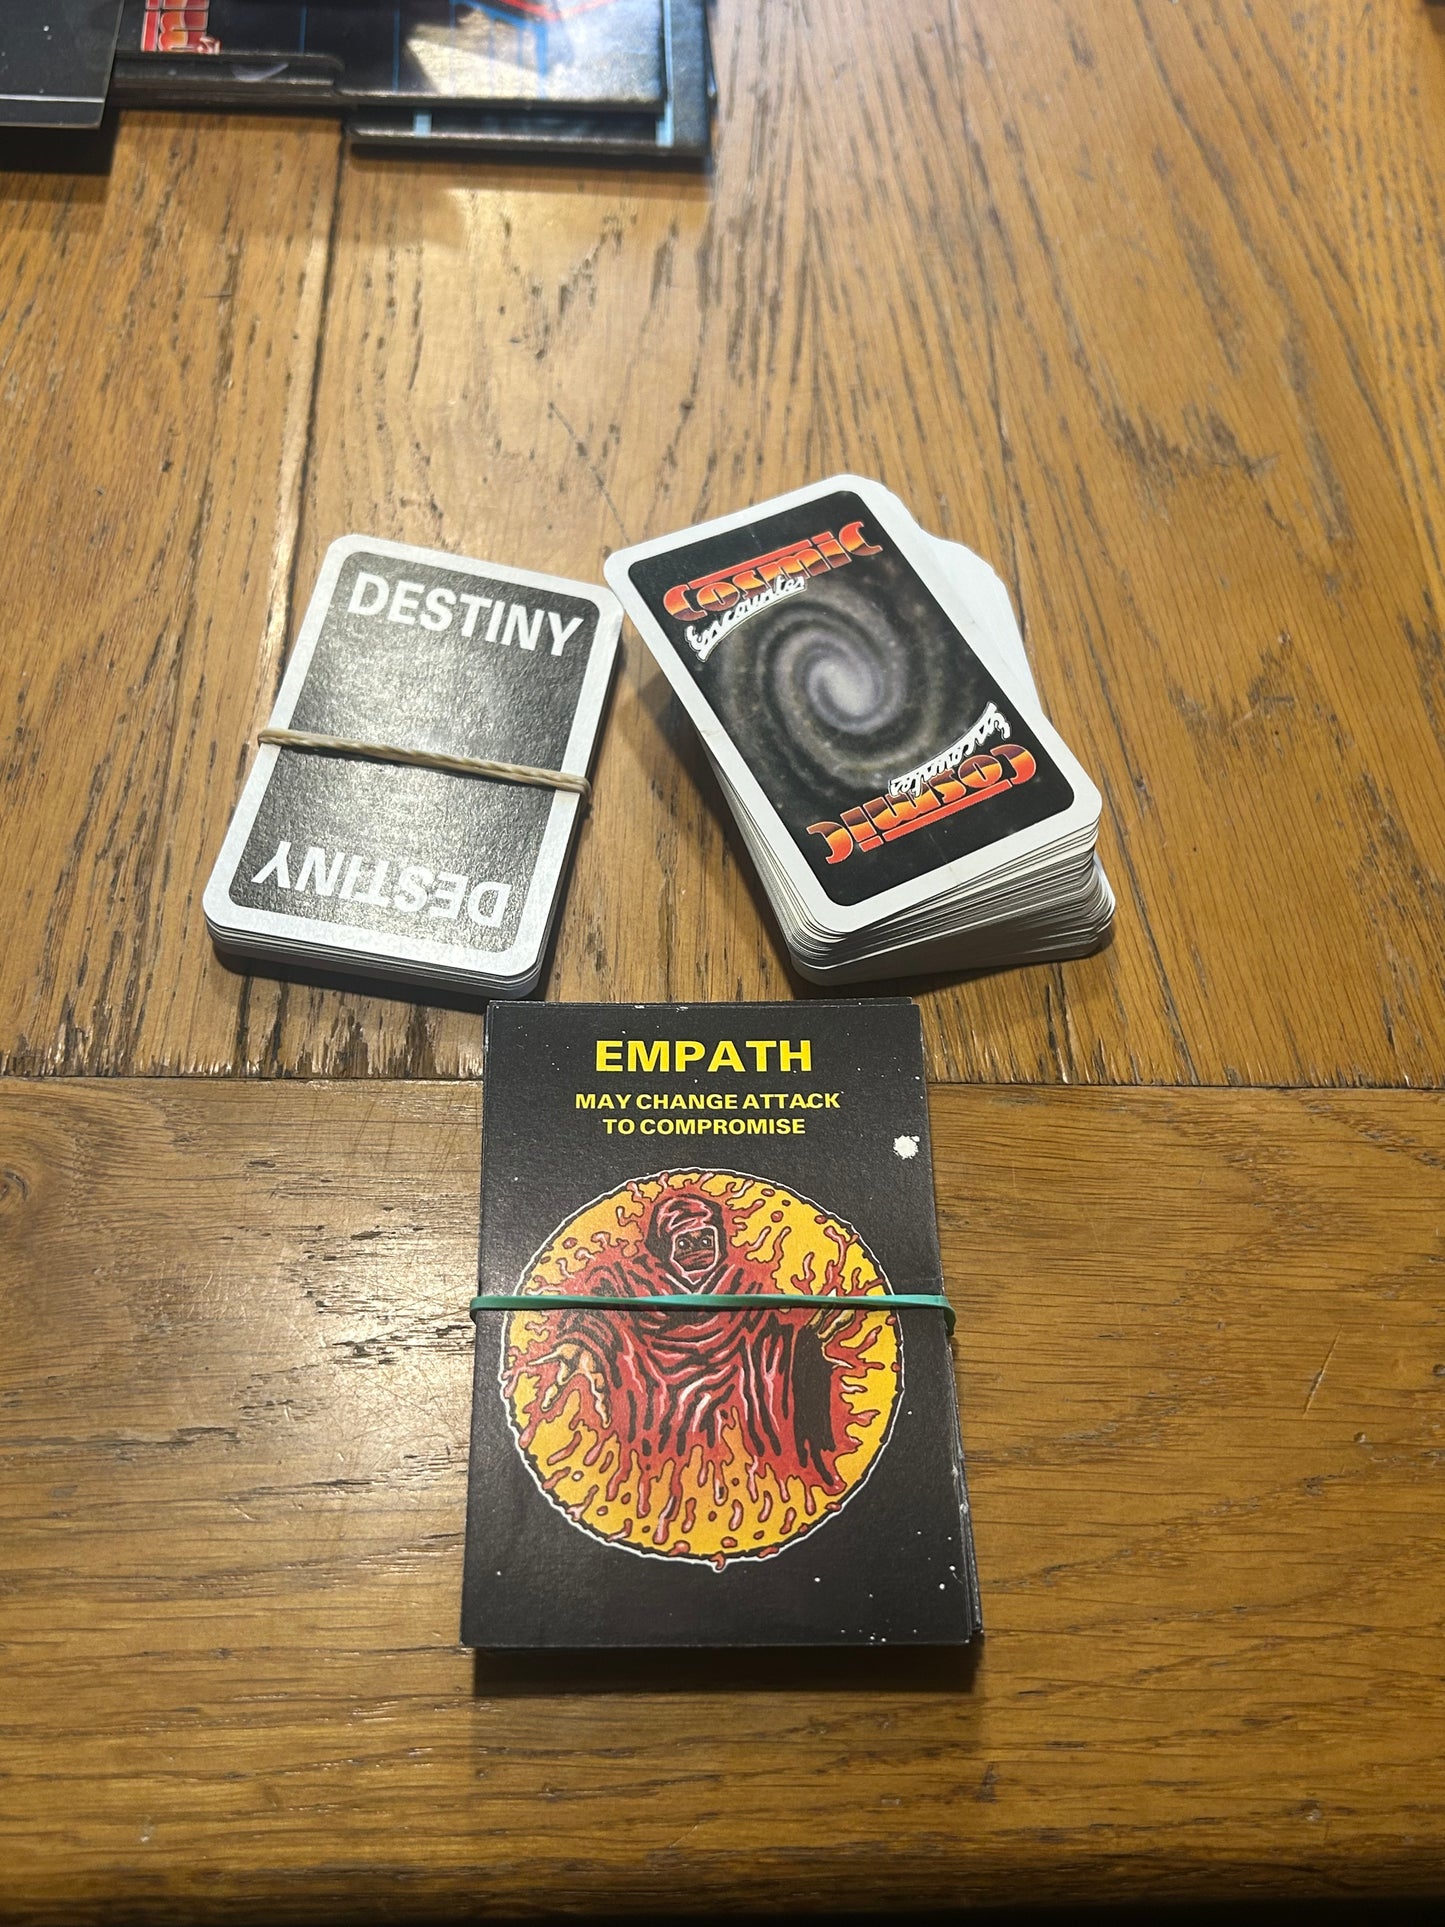 DESTINY
DESTINY
COSMIC
Encounter
Encounter
COSMIC
EMPATH
MAY CHANGE ATTACK
TO COMPROMISE